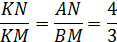 KN/KM = AN/BM = 4/3